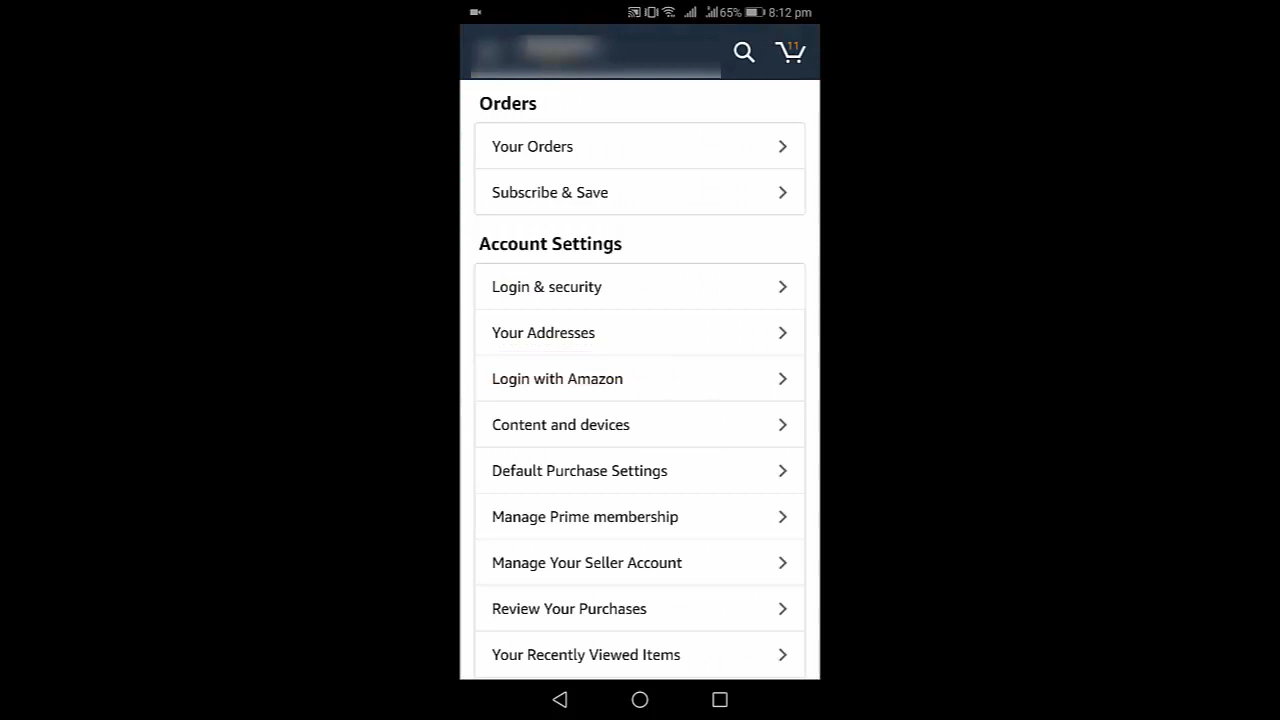 65% 8:12 pm
11
Orders
Your Orders
Subscribe & Save
Account Settings
Login & security
Your Addresses
Login with Amazon
Content and devices
Default Purchase Settings
Manage Prime membership
Manage Your Seller Account
Review Your Purchases
Your Recently Viewed Items